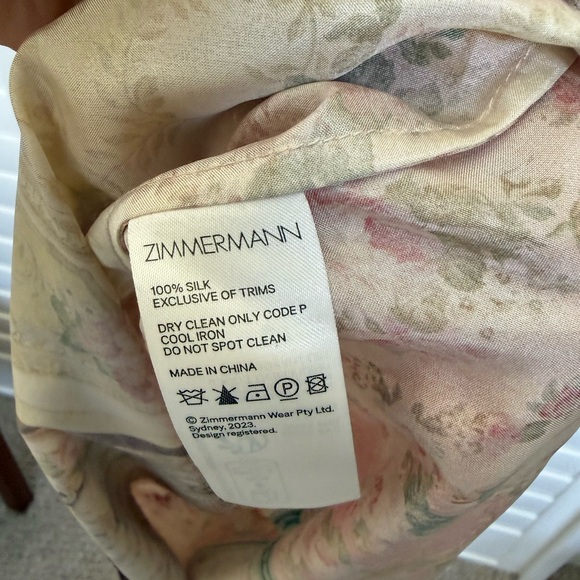 ZIMMERMANN
100% SILK
EXCLUSIVE OF TRIMS
DRY CLEAN ONLY CODE P
COOL IRON
DO NOT SPOT CLEAN
MADE IN CHINA
P
© Zimmermann Wear Pty Ltd.
Sydney, 2023.
Design registered.